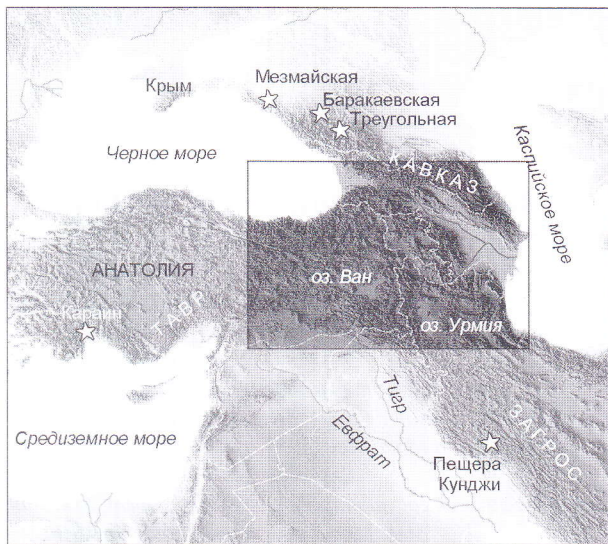 Крым
Мезмайская
Баракаевская
Треугольная
Черное море
КАВКАЗ
Каспийское море
АНАТОЛИЯ
оз. Ван
ТАВР
Караин
оз. Урмия
Тигр
Евфрат
ЗАГРОС
Средиземное море
Пещера
Кунджи